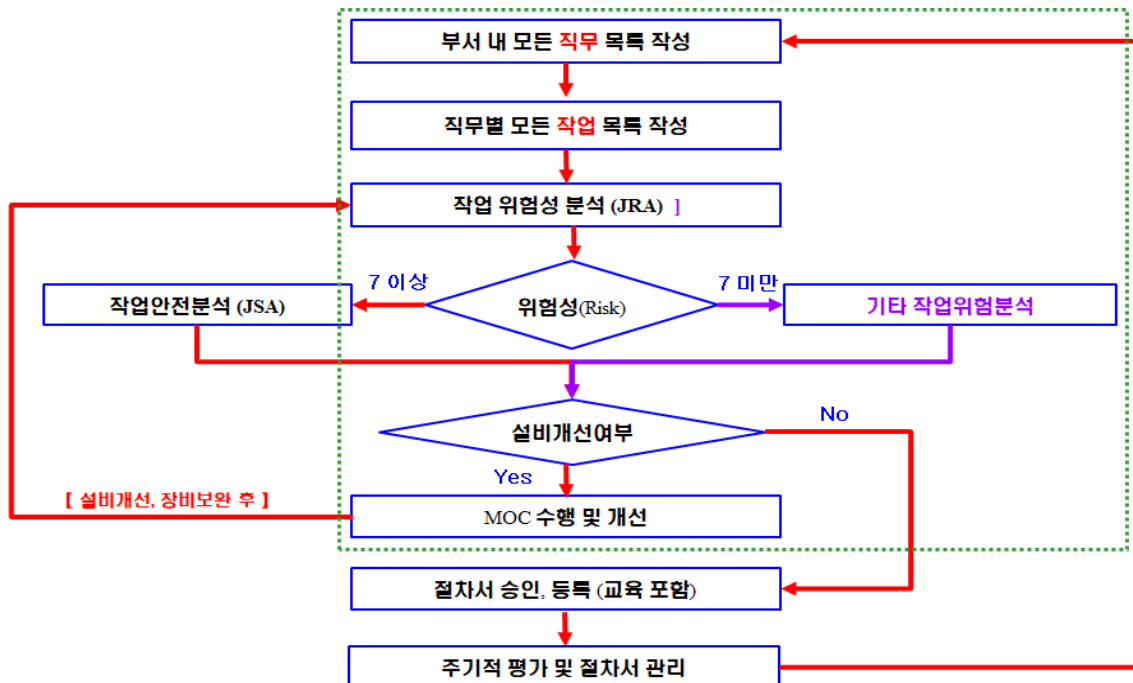 부서 내 모든 직무 목특 작성
직무별 모든 작업 목특 작성
작업 위험성 분석 (JRA) ]
7 이상
7 미만
작업안전분석 (JSA)
위험성(Risk)
기타 작업위험분석
No
설비개선여부
Yes
[ 설비개선, 장비보완 후 ]
MOC 수행 및 개선
절차서 승인, 등특 (교육 포함)
주기적 평가 및 절차서 관리